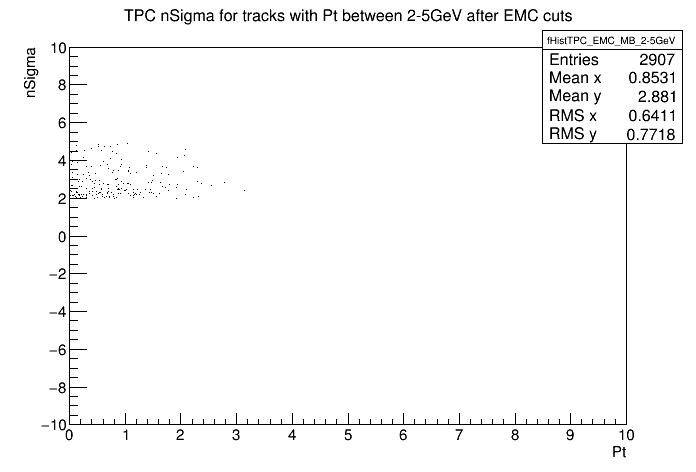 TPC nSigma for tracks with Pt between 2-5GeV after EMC cuts
fHistTPC_EMC_MB_2-5GeV
Entries 2907
Mean x 0.8531
Mean y 2.881
RMS x 0.6411
RMS y 0.7718
nSigma
10
8
6
4
2
0
−2
−4
−6
−8
−10
0 1 2 3 4 5 6 7 8 9 10
Pt